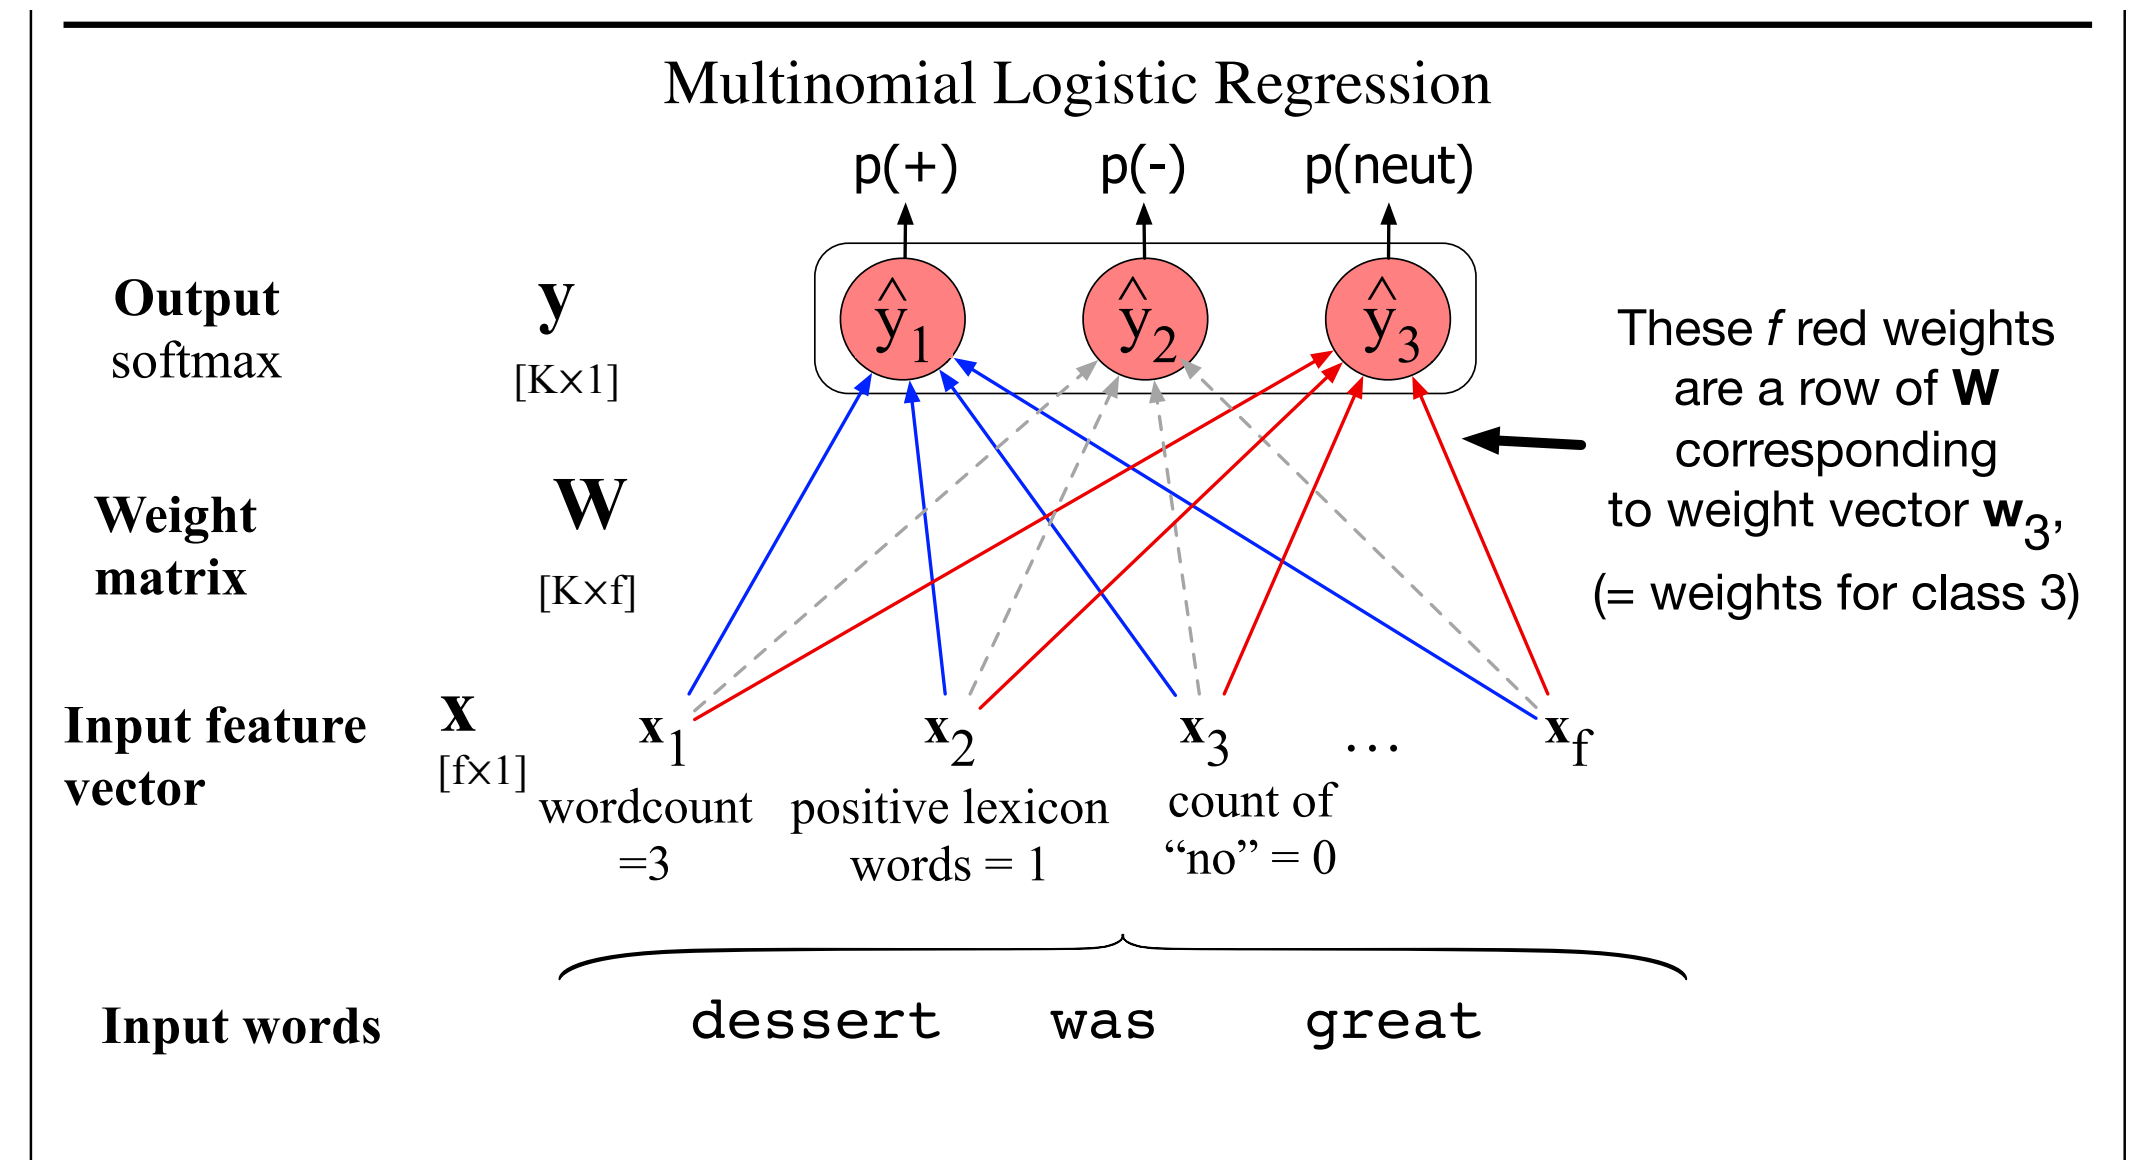 Multinomial Logistic Regression
p(+) p(-) p(neut)
Output
softmax
y
[K×1]
ŷ1 ŷ2 ŷ3
These f red weights
are a row of W
corresponding
to weight vector w3,
(= weights for class 3)
Weight
matrix
W
[K×f]
Input feature
vector
x
[f×1]
x1 x2 x3 ... xf
wordcount
=3
positive lexicon
words = 1
count of
“no” = 0
Input words
dessert was great